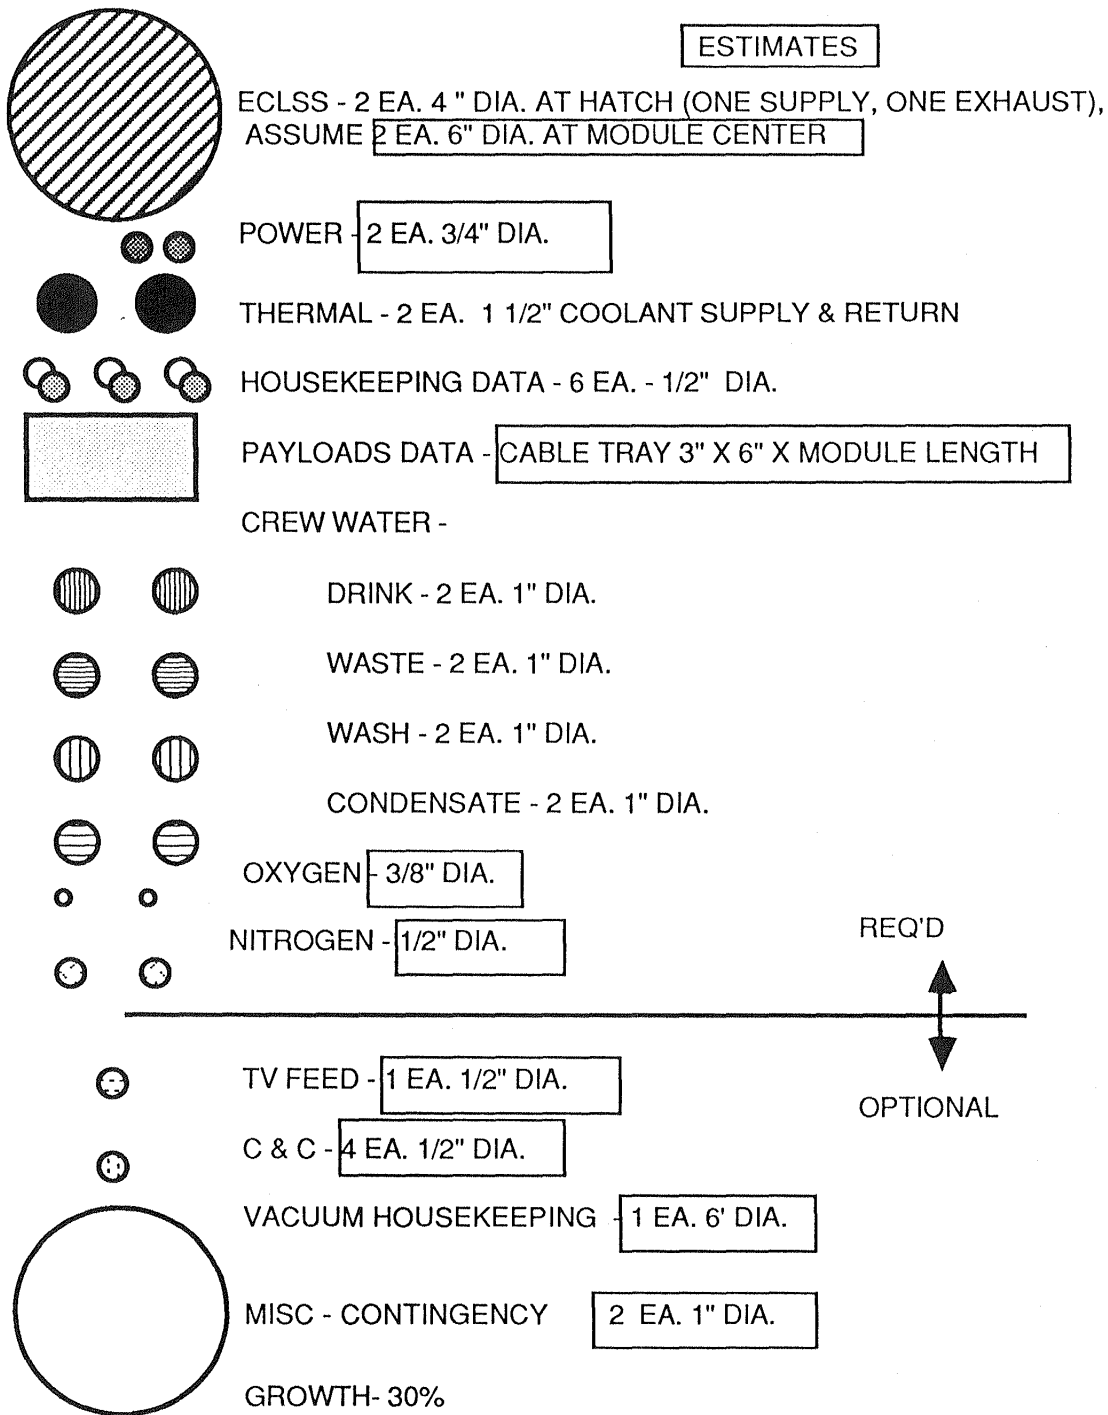 ESTIMATES
ECLSS - 2 EA. 4 " DIA. AT HATCH (ONE SUPPLY, ONE EXHAUST),
ASSUME 2 EA. 6" DIA. AT MODULE CENTER
POWER - 2 EA. 3/4" DIA.
THERMAL - 2 EA. 1 1/2" COOLANT SUPPLY & RETURN
HOUSEKEEPING DATA - 6 EA. - 1/2" DIA.
PAYLOADS DATA - CABLE TRAY 3" X 6" X MODULE LENGTH
CREW WATER -
DRINK - 2 EA. 1" DIA.
WASTE - 2 EA. 1" DIA.
WASH - 2 EA. 1" DIA.
CONDENSATE - 2 EA. 1" DIA.
OXYGEN - 3/8" DIA.
NITROGEN - 1/2" DIA.
REQ'D
TV FEED - 1 EA. 1/2" DIA.
OPTIONAL
C & C - 4 EA. 1/2" DIA.
VACUUM HOUSEKEEPING - 1 EA. 6' DIA.
MISC - CONTINGENCY 2 EA. 1" DIA.
GROWTH- 30%